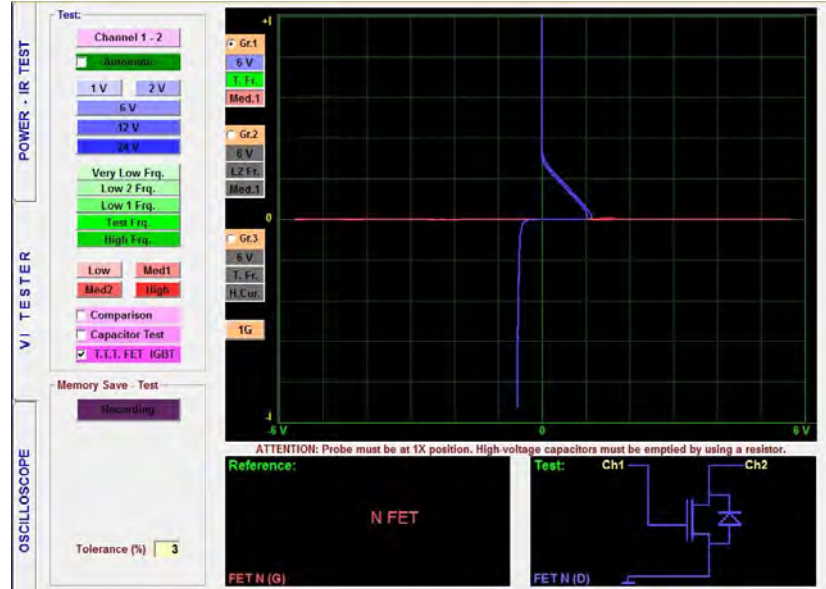 Test:
Channel 1 - 2
Automatic
1 V
2 V
6 V
12 V
24 V
Very Low Frq.
Low 2 Frq.
Low 1 Frq.
Test Frq.
High Frq.
Low
Med1
Med2
High
Comparison
Capacitor Test
T.T.T. FET IGBT
Memory Save - Test
Recording
Tolerance (%)
3
POWER - IR TEST
VI TESTER
OSCILLOSCOPE
Gr.1
6 V
T. Fr.
Med.1
Gr.2
6 V
L2 Fr.
Med.1
Gr.3
6 V
T. Fr.
H.Cur.
1G
+I
0
-I
-6 V
0
6 V
ATTENTION: Probe must be at 1X position. High-voltage capacitors must be emptied by using a resistor.
Reference:
N FET
FET N (G)
Test:
Ch1
Ch2
FET N (D)